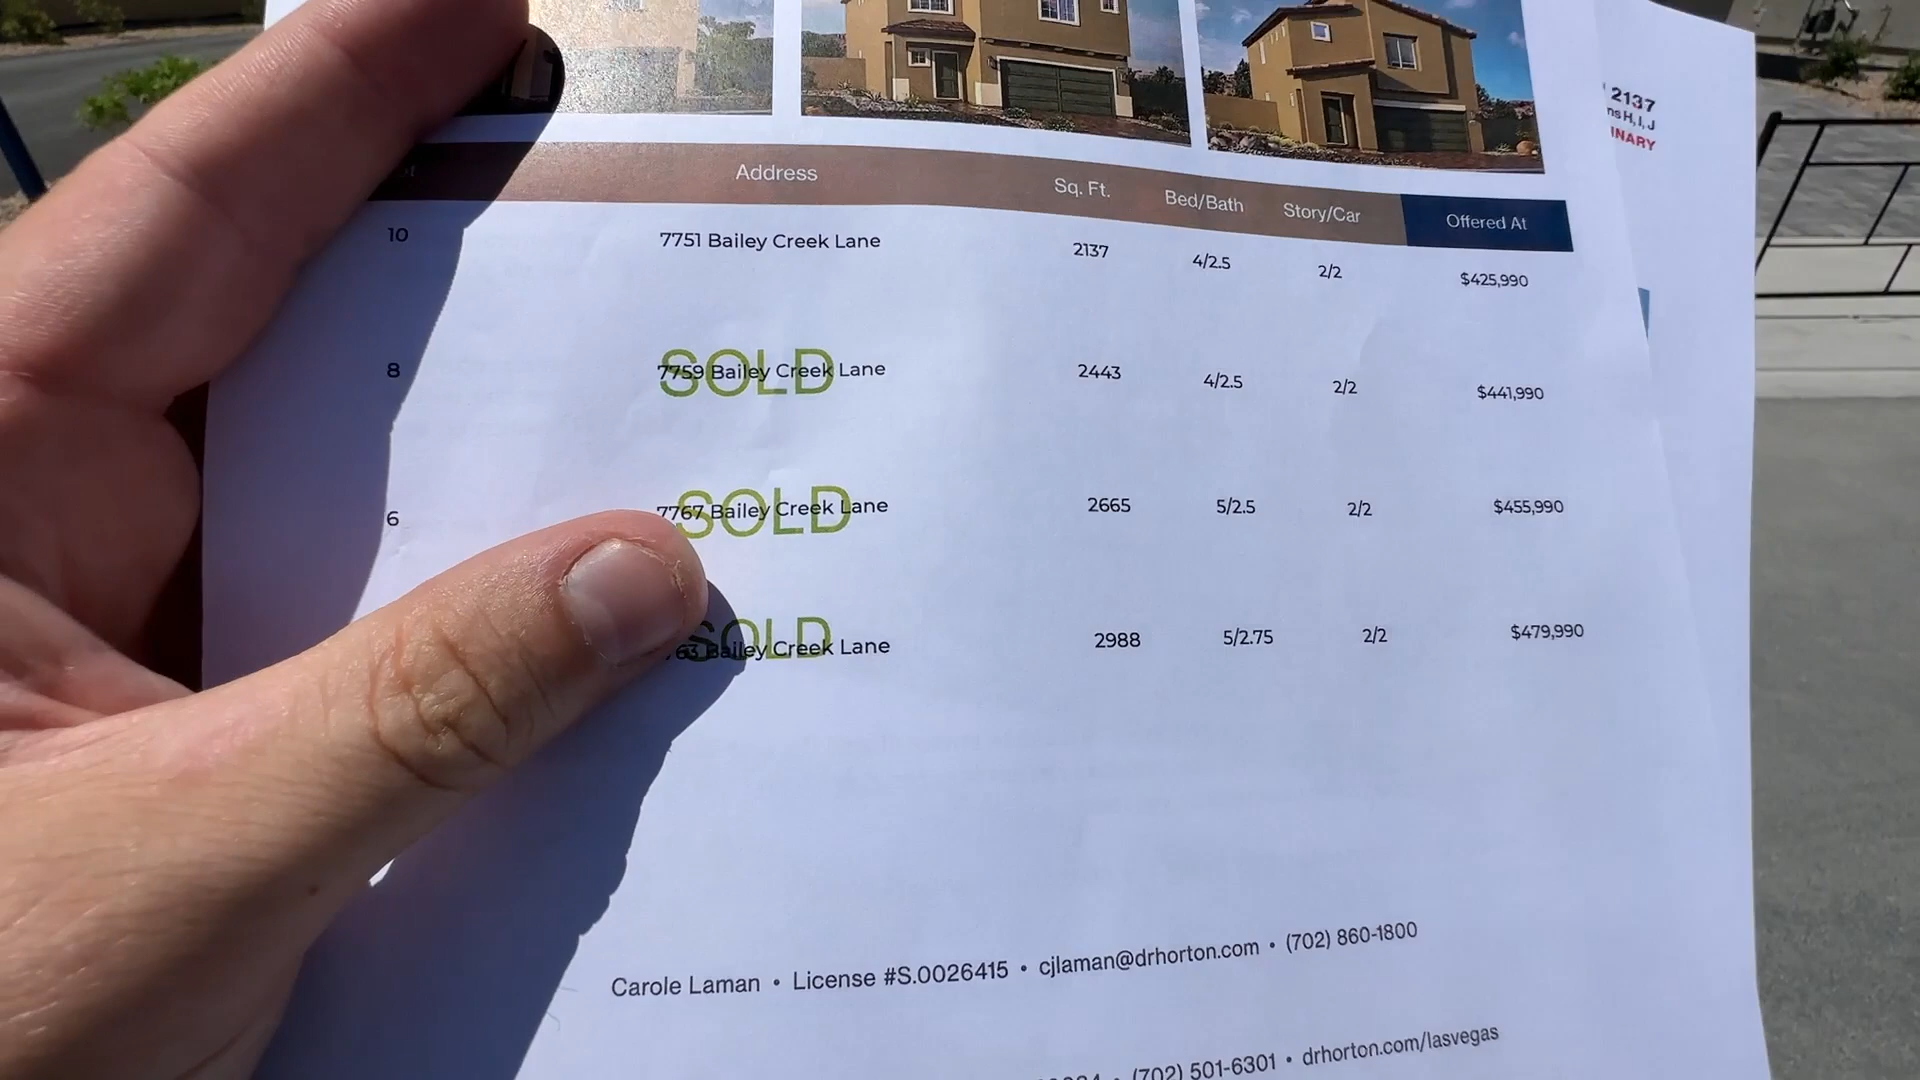 2137
H, I, J
Address Sq. Ft. Bed/Bath Story/Car Offered At
10 7751 Bailey Creek Lane 2137 4/2.5 2/2 $425,990
8 7759 Bailey Creek Lane 2443 4/2.5 2/2 $441,990
SOLD
6 7767 Bailey Creek Lane 2665 5/2.5 2/2 $455,990
SOLD
Bailey Creek Lane 2988 5/2.75 2/2 $479,990
SOLD
Carole Laman • License #S.0026415 • cjlaman@drhorton.com • (702) 860-1800
• (702) 501-6301 • drhorton.com/lasvegas